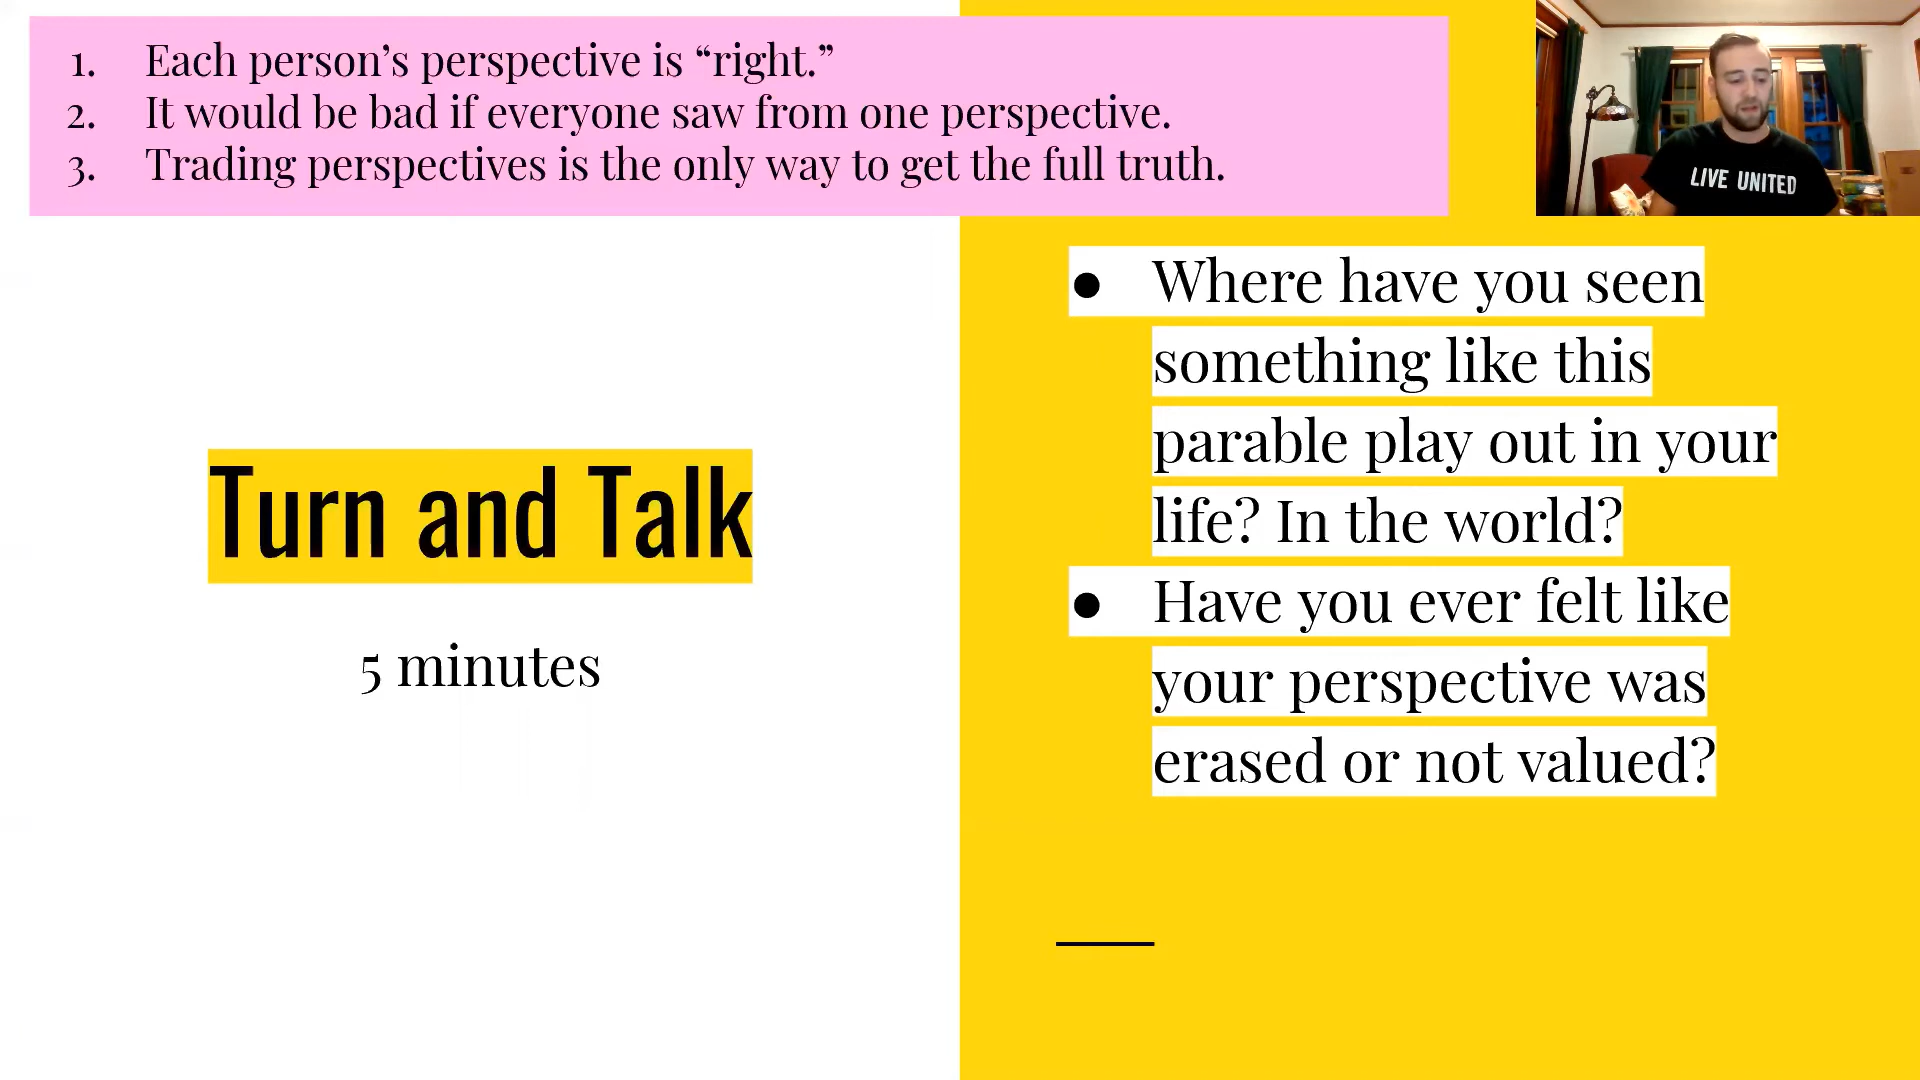 1. Each person’s perspective is “right.”
2. It would be bad if everyone saw from one perspective.
3. Trading perspectives is the only way to get the full truth.
LIVE UNITED
Turn and Talk
5 minutes
● Where have you seen
something like this
parable play out in your
life? In the world?
● Have you ever felt like
your perspective was
erased or not valued?